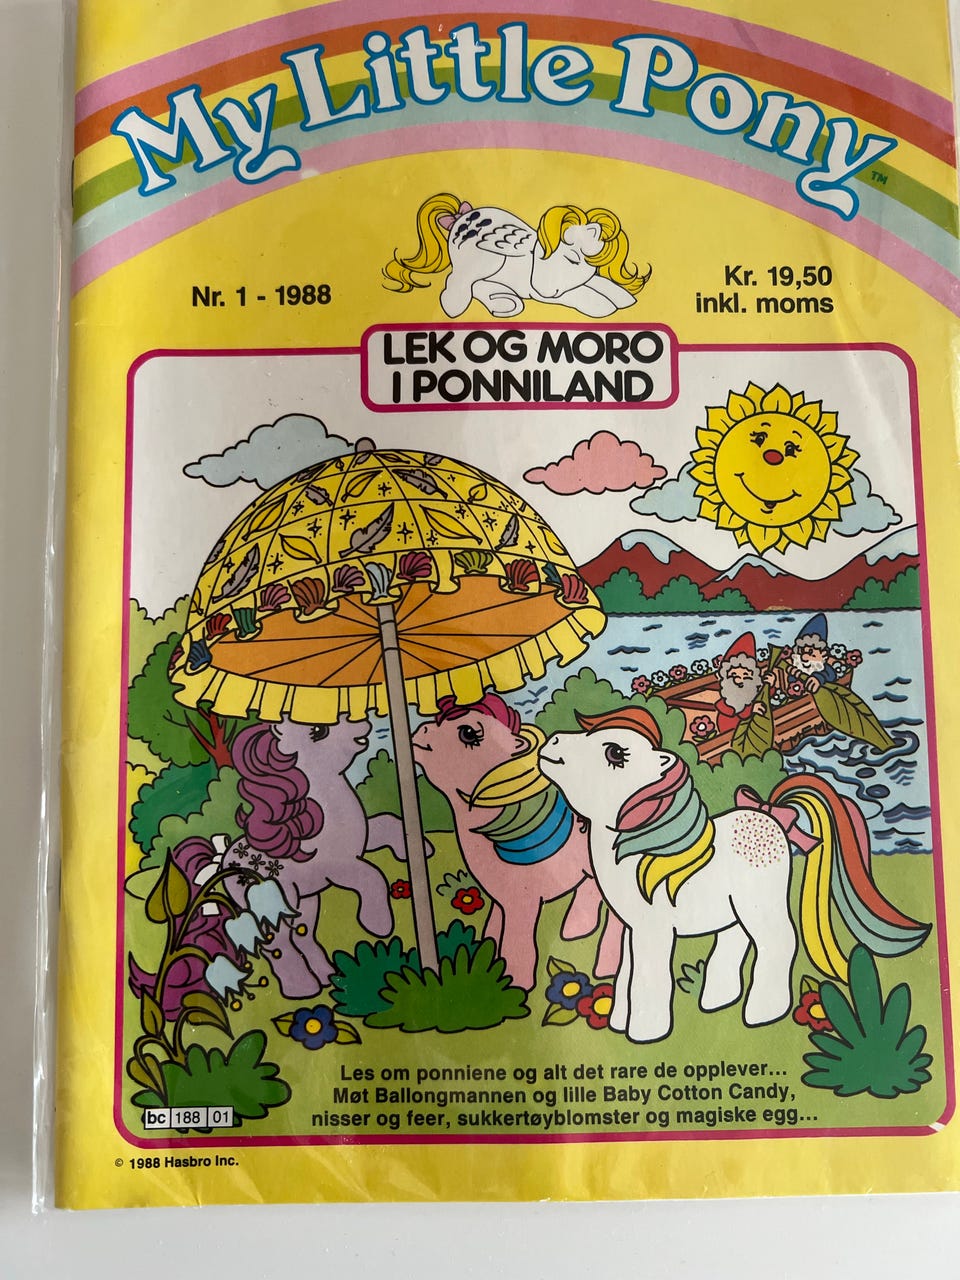 My Little Pony™
Nr. 1 - 1988
Kr. 19,50
inkl. moms
LEK OG MORO
I PONNILAND
Les om ponniene og alt det rare de opplever...
Møt Ballongmannen og lille Baby Cotton Candy,
nisser og feer, sukkertøyblomster og magiske egg...
bc 188 01
© 1988 Hasbro Inc.